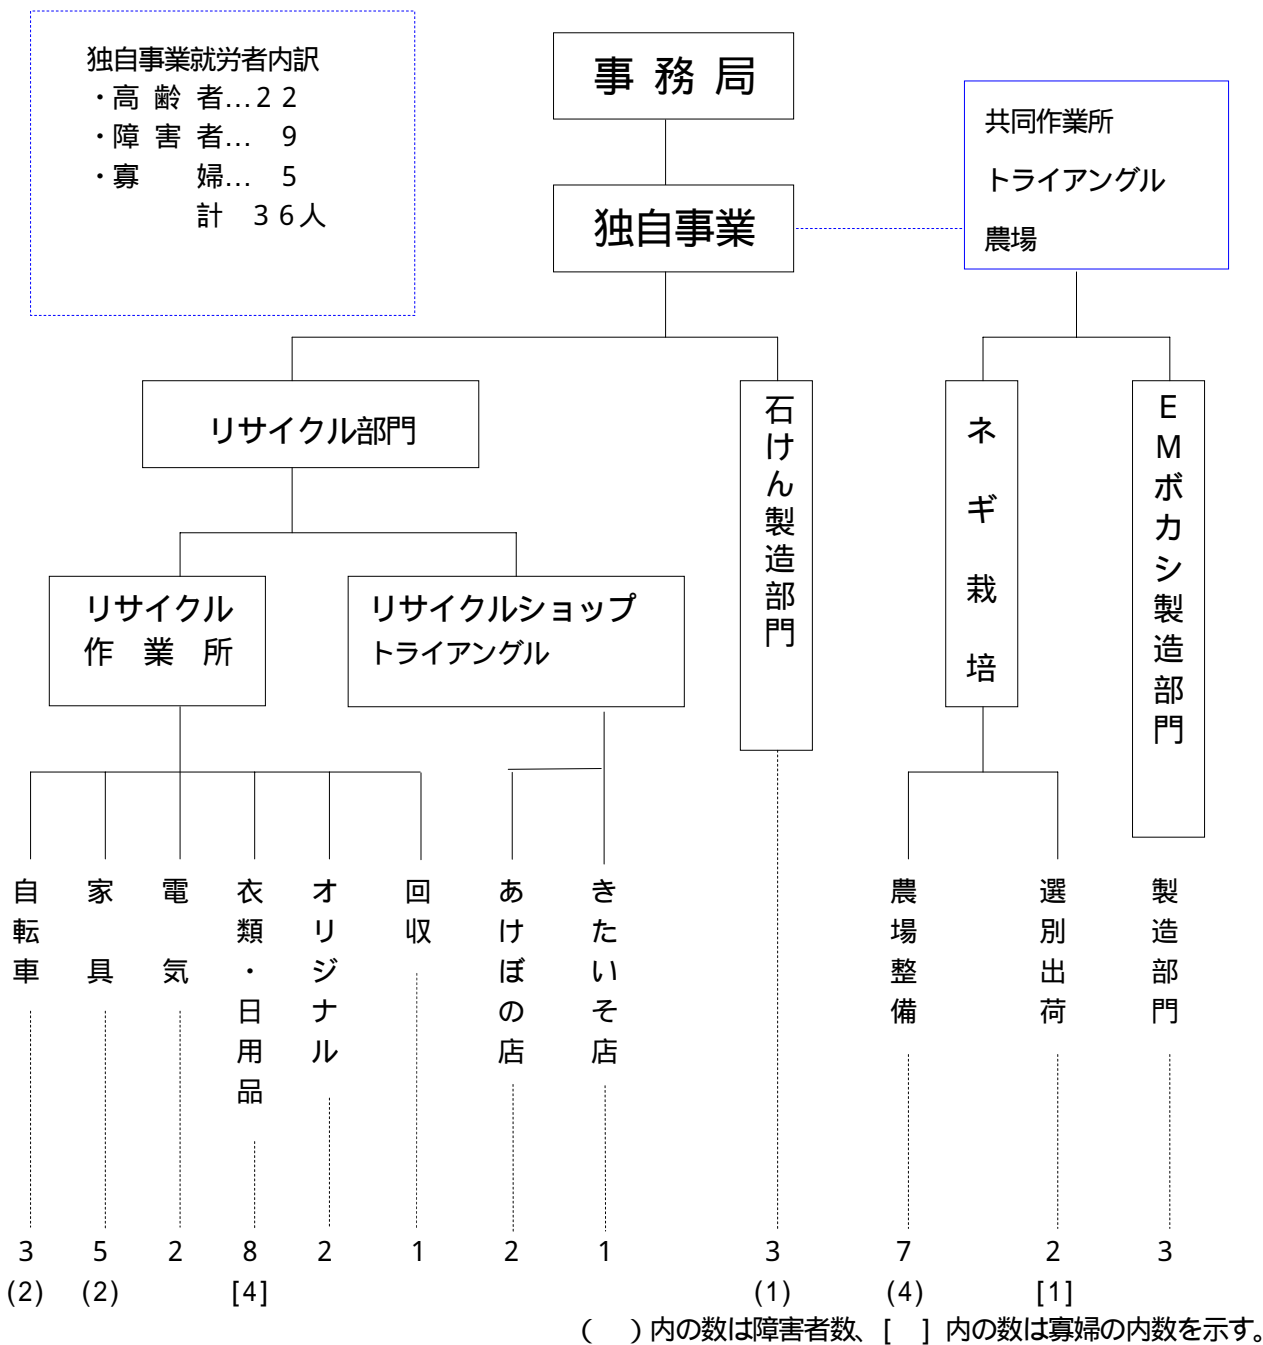 独自事業就労者内訳
・高 齢 者…22
・障 害 者… 9
・寡 　 婦… 5
計 36人
事 務 局
独自事業
共同作業所
トライアングル
農場
リサイクル部門
石けん製造部門
ネギ栽培
EMボカシ製造部門
リサイクル
作 業 所
リサイクルショップ
トライアングル
自転車
家 具
電 気
衣類・日用品
オリジナル
回収
あけぼの店
きたいそ店
農場整備
選別出荷
製造部門
3 5 2 8 2 1 2 1 3 7 2 3
(2) (2) [4] (1) (4) [1]
( )内の数は障害者数、[ ] 内の数は寡婦の内数を示す。